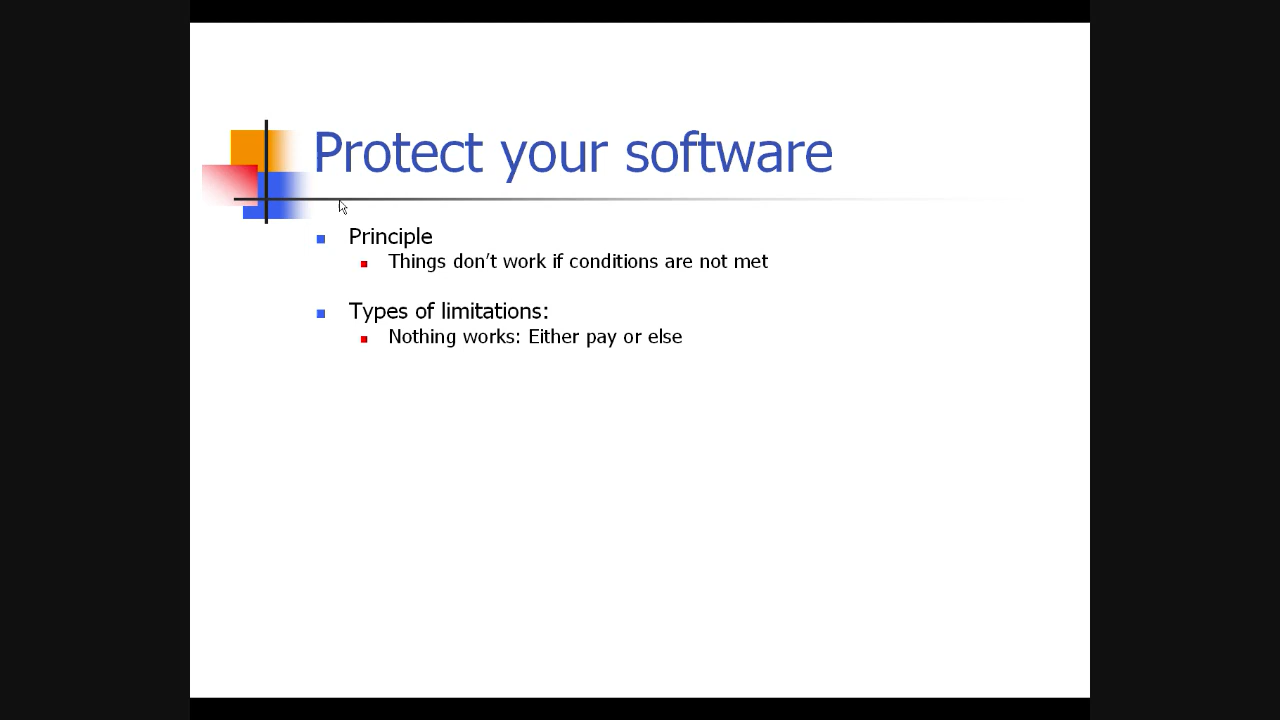 Protect your software
Principle
Things don't work if conditions are not met
Types of limitations:
Nothing works: Either pay or else